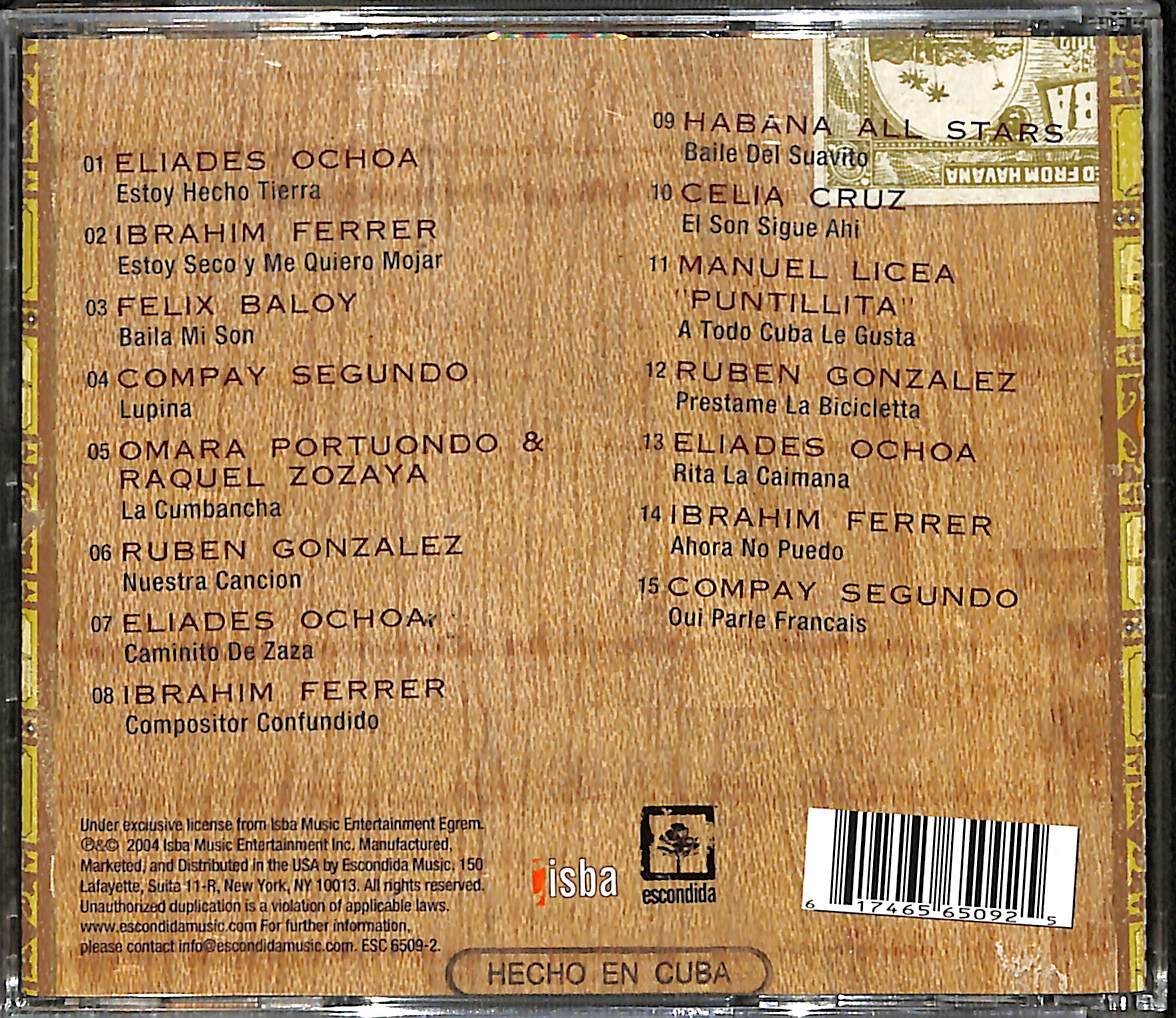 01 ELIADES OCHOA
Estoy Hecho Tierra
02 IBRAHIM FERRER
Estoy Seco y Me Quiero Mojar
03 FELIX BALOY
Baila Mi Son
04 COMPAY SEGUNDO
Lupina
05 OMARA PORTUONDO &
RAQUEL ZOZAYA
La Cumbancha
06 RUBEN GONZALEZ
Nuestra Cancion
07 ELIADES OCHOA
Caminito De Zaza
08 IBRAHIM FERRER
Compositor Confundido
09 HABANA ALL STARS
Baile Del Suavito
10 CELIA CRUZ
El Son Sigue Ahi
11 MANUEL LICEA
"PUNTILLITA"
A Todo Cuba Le Gusta
12 RUBEN GONZALEZ
Prestame La Bicicletta
13 ELIADES OCHOA
Rita La Caimana
14 IBRAHIM FERRER
Ahora No Puedo
15 COMPAY SEGUNDO
Oui Parle Francais
FROM HAVANA
Under exclusive license from Isba Music Entertainment Egrem.
℗&© 2004 Isba Music Entertainment Inc. Manufactured,
Marketed, and Distributed in the USA by Escondida Music, 150
Lafayette, Suita 11-R, New York, NY 10013. All rights reserved.
Unauthorized duplication is a violation of applicable laws.
www.escondidamusic.com For further information,
please contact info@escondidamusic.com. ESC 6509-2.
isba
escondida
6 17465 65092 5
HECHO EN CUBA